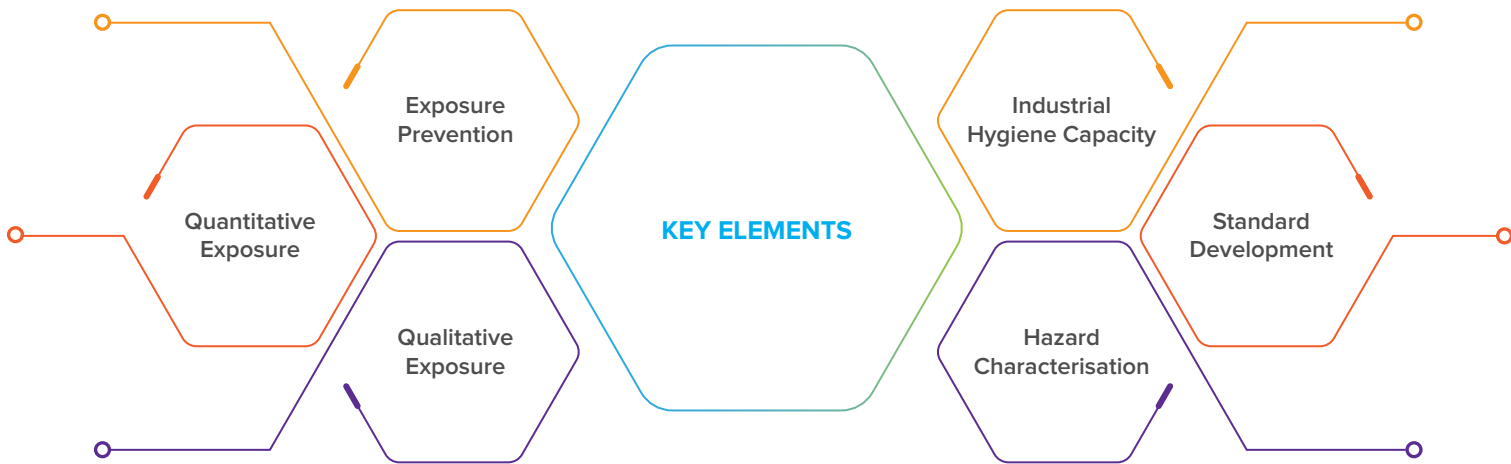 Exposure
Prevention
Industrial
Hygiene Capacity
Quantitative
Exposure
KEY ELEMENTS
Standard
Development
Qualitative
Exposure
Hazard
Characterisation